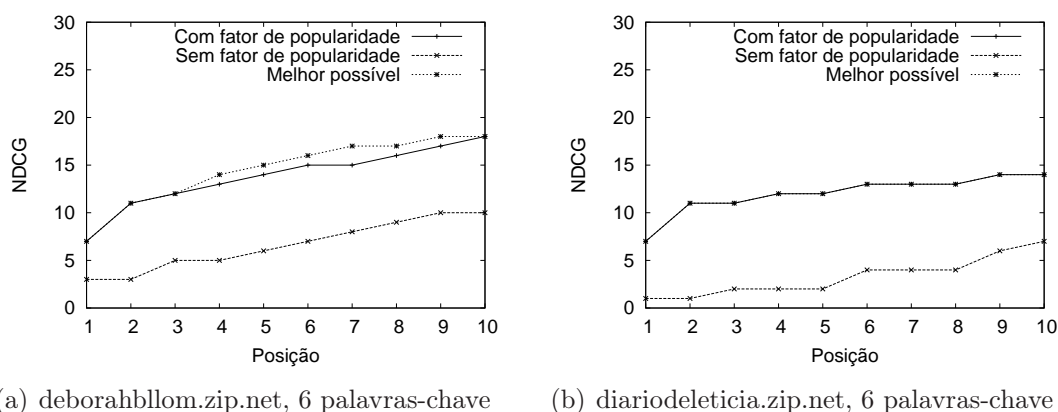 30
25
20
15
10
5
0
NDCG
Com fator de popularidade
Sem fator de popularidade
Melhor possível
1 2 3 4 5 6 7 8 9 10
Posição
(a) deborahbllom.zip.net, 6 palavras-chave
30
25
20
15
10
5
0
NDCG
Com fator de popularidade
Sem fator de popularidade
Melhor possível
1 2 3 4 5 6 7 8 9 10
Posição
(b) diariodeleticia.zip.net, 6 palavras-chave